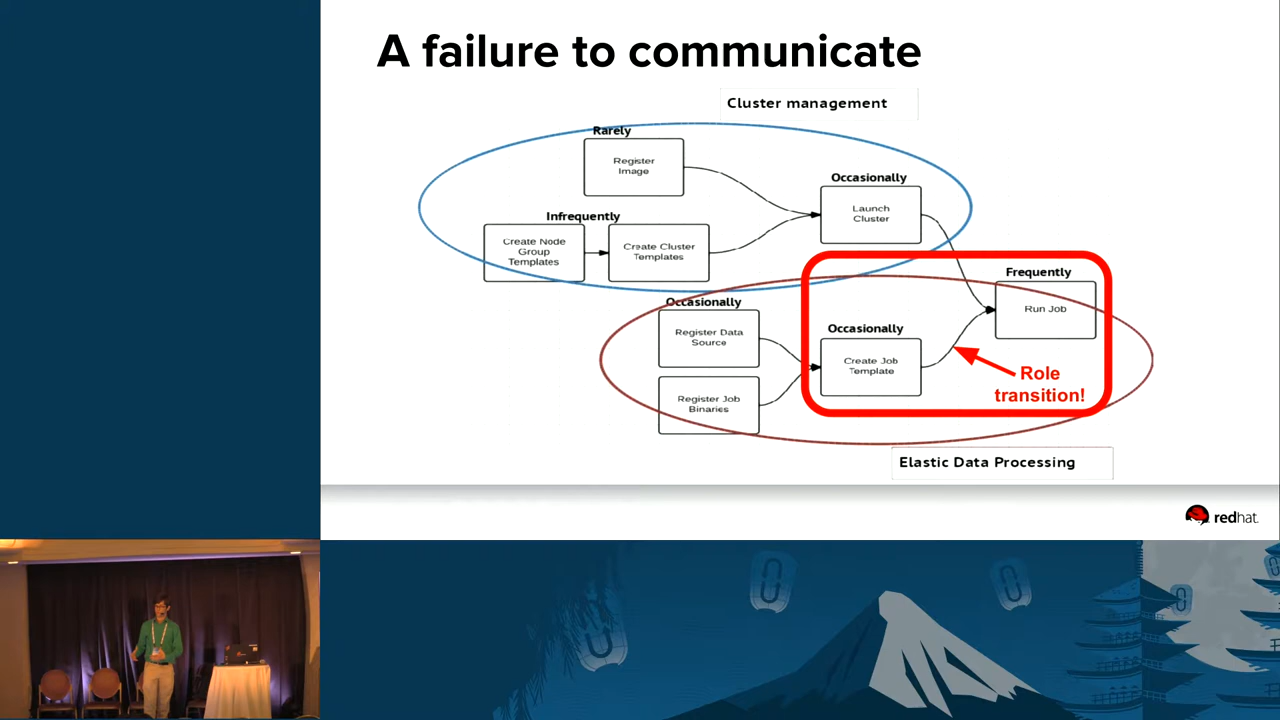 A failure to communicate
Cluster management
Rarely
Register
Image
Occasionally
Launch
Cluster
Infrequently
Create Node
Group
Templates
Create Cluster
Templates
Frequently
Run Job
Occasionally
Register Data
Source
Occasionally
Create Job
Template
Role
transition!
Register Job
Binaries
Elastic Data Processing
redhat.